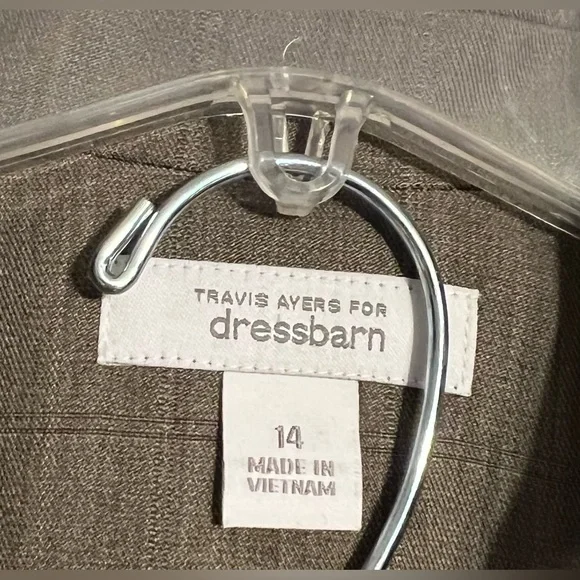 TRAVIS AYERS FOR
dressbarn
14
MADE IN
VIETNAM